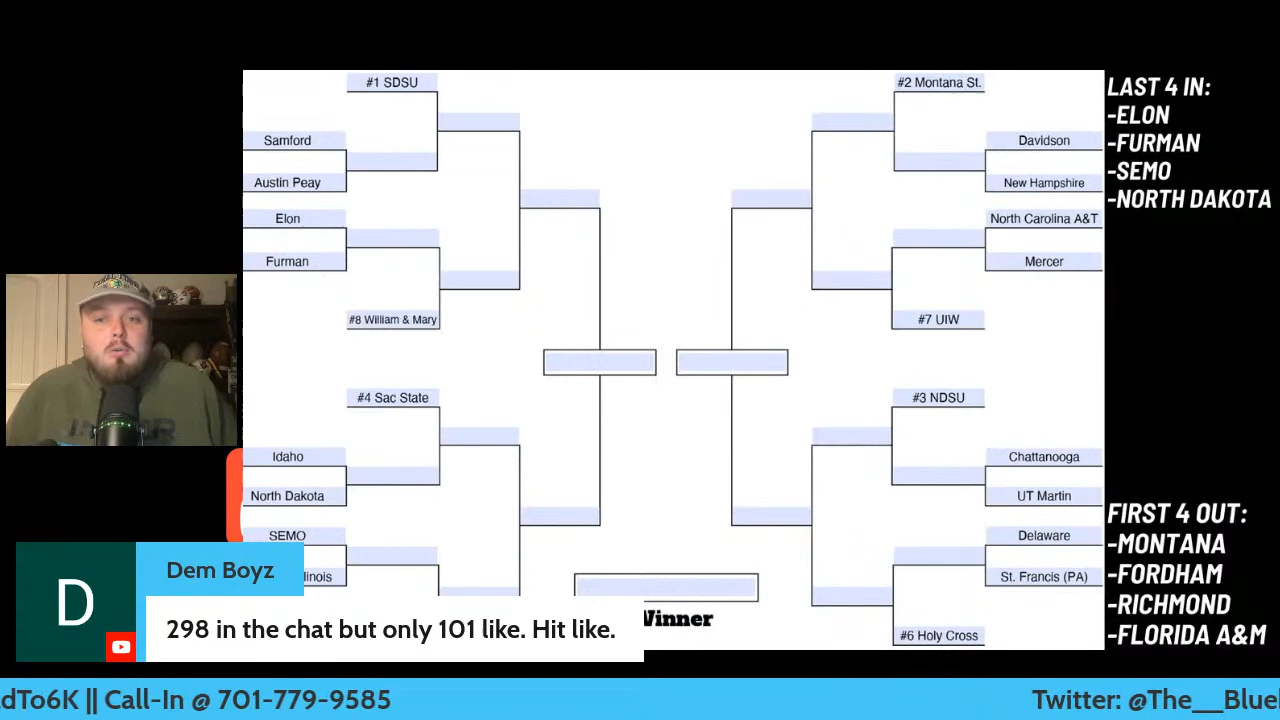 #1 SDSU
Samford
Austin Peay
Elon
Furman
#8 William & Mary
#4 Sac State
Idaho
North Dakota
SEMO
#2 Montana St.
Davidson
New Hampshire
North Carolina A&T
Mercer
#7 UIW
#3 NDSU
Chattanooga
UT Martin
Delaware
St. Francis (PA)
#6 Holy Cross
Winner
LAST 4 IN:
-ELON
-FURMAN
-SEMO
-NORTH DAKOTA
FIRST 4 OUT:
-MONTANA
-FORDHAM
-RICHMOND
-FLORIDA A&M
D
Dem Boyz
298 in the chat but only 101 like. Hit like.
dTo6K || Call-In @ 701-779-9585
Twitter: @The__Blue